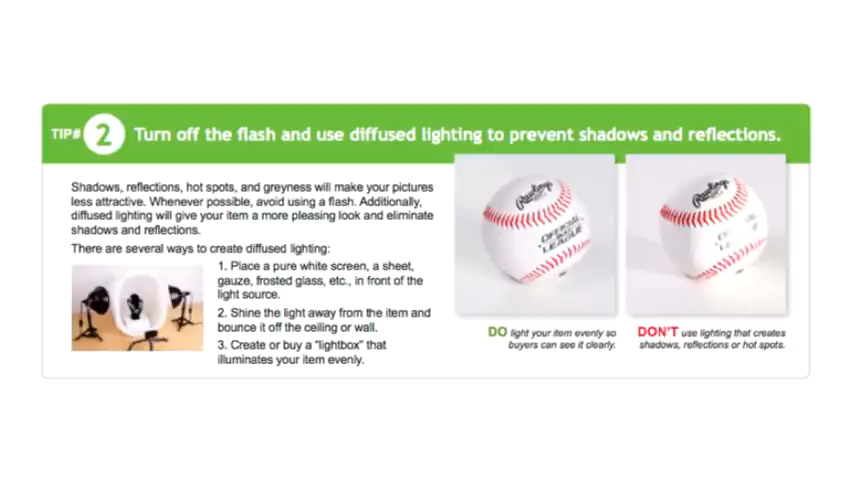 TIP# 2 Turn off the flash and use diffused lighting to prevent shadows and reflections.
Shadows, reflections, hot spots, and greyness will make your pictures
less attractive. Whenever possible, avoid using a flash. Additionally,
diffused lighting will give your item a more pleasing look and eliminate
shadows and reflections.
There are several ways to create diffused lighting:
1. Place a pure white screen, a sheet,
gauze, frosted glass, etc., in front of the
light source.
2. Shine the light away from the item and
bounce it off the ceiling or wall.
3. Create or buy a “lightbox” that
illuminates your item evenly.
Rawlings
OFFICIAL
LEAGUE
DO light your item evenly so
buyers can see it clearly.
Rawlings
DON'T use lighting that creates
shadows, reflections or hot spots.